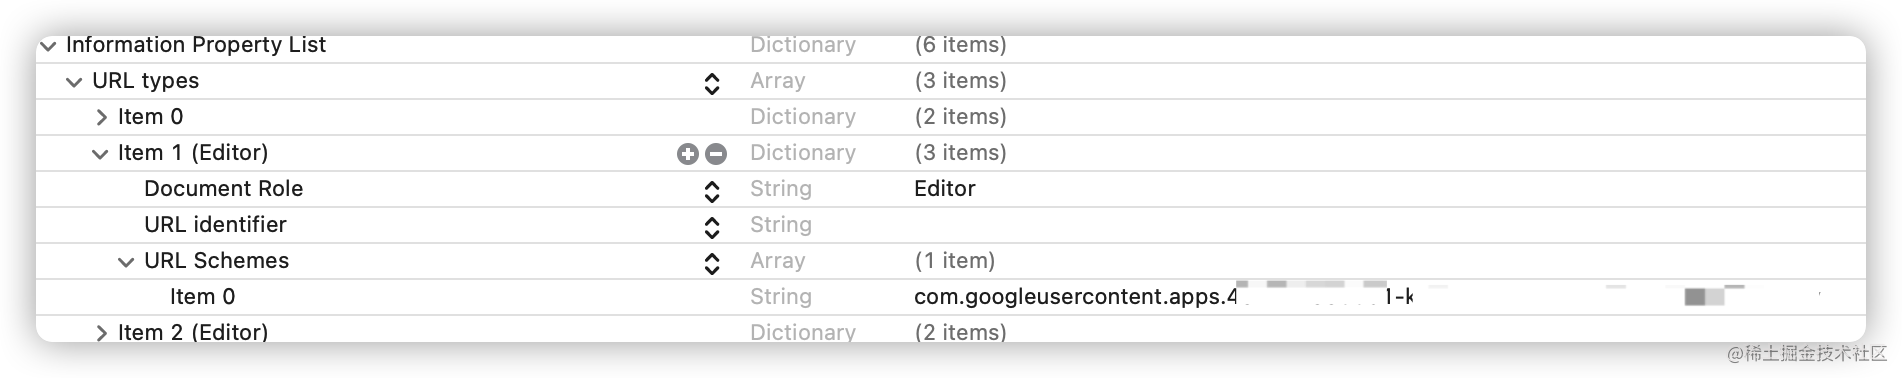 Information Property List Dictionary (6 items)
URL types Array (3 items)
Item 0 Dictionary (2 items)
Item 1 (Editor) Dictionary (3 items)
Document Role String Editor
URL identifier String
URL Schemes Array (1 item)
Item 0 String com.googleusercontent.apps.4 1-k
Item 2 (Editor) Dictionary (2 items)
@稀土掘金技术社区